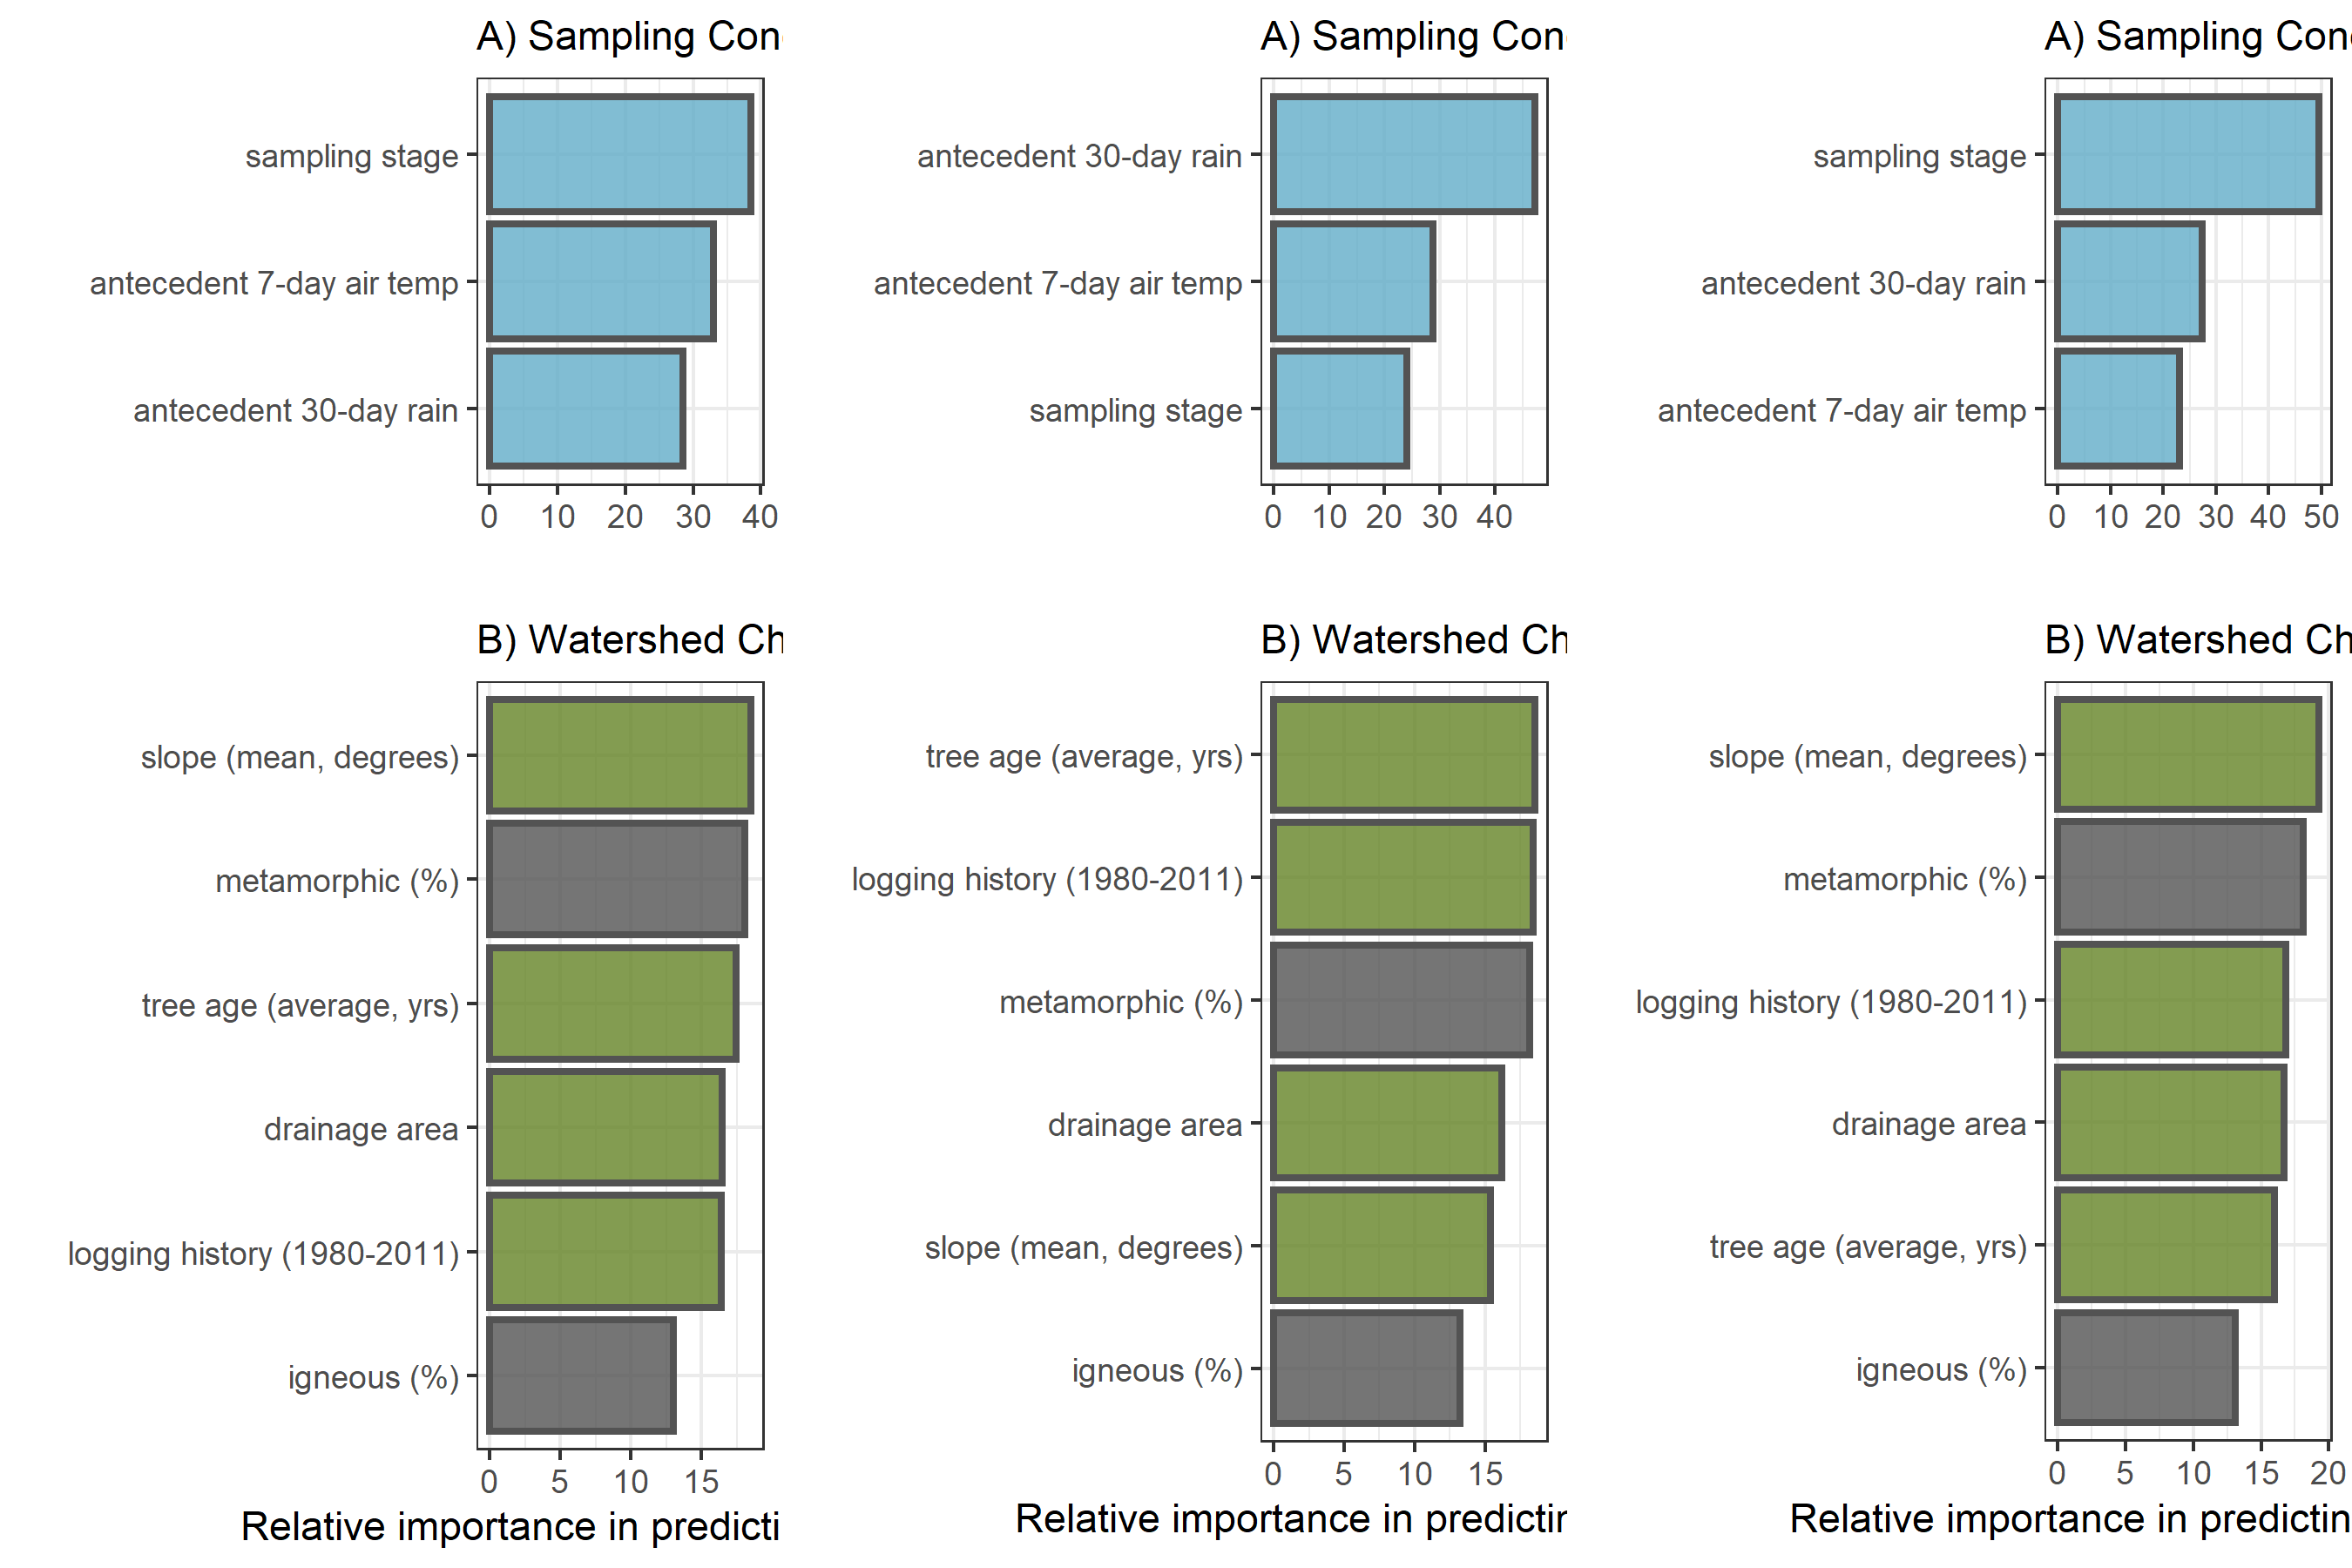 A) Sampling Con
sampling stage
antecedent 7-day air temp
antecedent 30-day rain
0 10 20 30 40
B) Watershed Ch
slope (mean, degrees)
metamorphic (%)
tree age (average, yrs)
drainage area
logging history (1980-2011)
igneous (%)
0 5 10 15
Relative importance in predicti
A) Sampling Con
antecedent 30-day rain
antecedent 7-day air temp
sampling stage
0 10 20 30 40
B) Watershed Ch
tree age (average, yrs)
logging history (1980-2011)
metamorphic (%)
drainage area
slope (mean, degrees)
igneous (%)
0 5 10 15
Relative importance in predictin
A) Sampling Con
sampling stage
antecedent 30-day rain
antecedent 7-day air temp
0 10 20 30 40 50
B) Watershed Ch
slope (mean, degrees)
metamorphic (%)
logging history (1980-2011)
drainage area
tree age (average, yrs)
igneous (%)
0 5 10 15 20
Relative importance in predictin